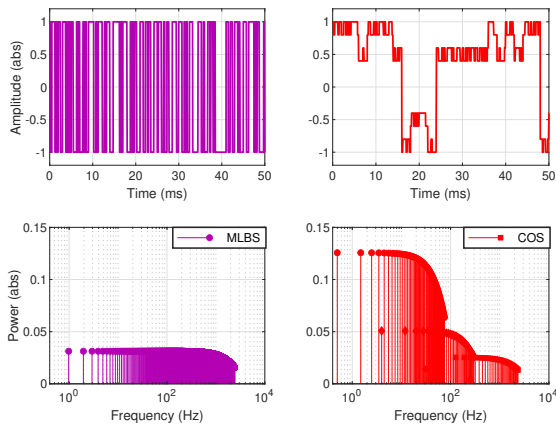 1
0.5
0
-0.5
-1
Amplitude (abs)
0 10 20 30 40 50
Time (ms)
1
0.5
0
-0.5
-1
0 10 20 30 40 50
Time (ms)
0.15
0.1
0.05
0
Power (abs)
MLBS
10^0 10^2 10^4
Frequency (Hz)
0.15
0.1
0.05
0
COS
10^0 10^2 10^4
Frequency (Hz)